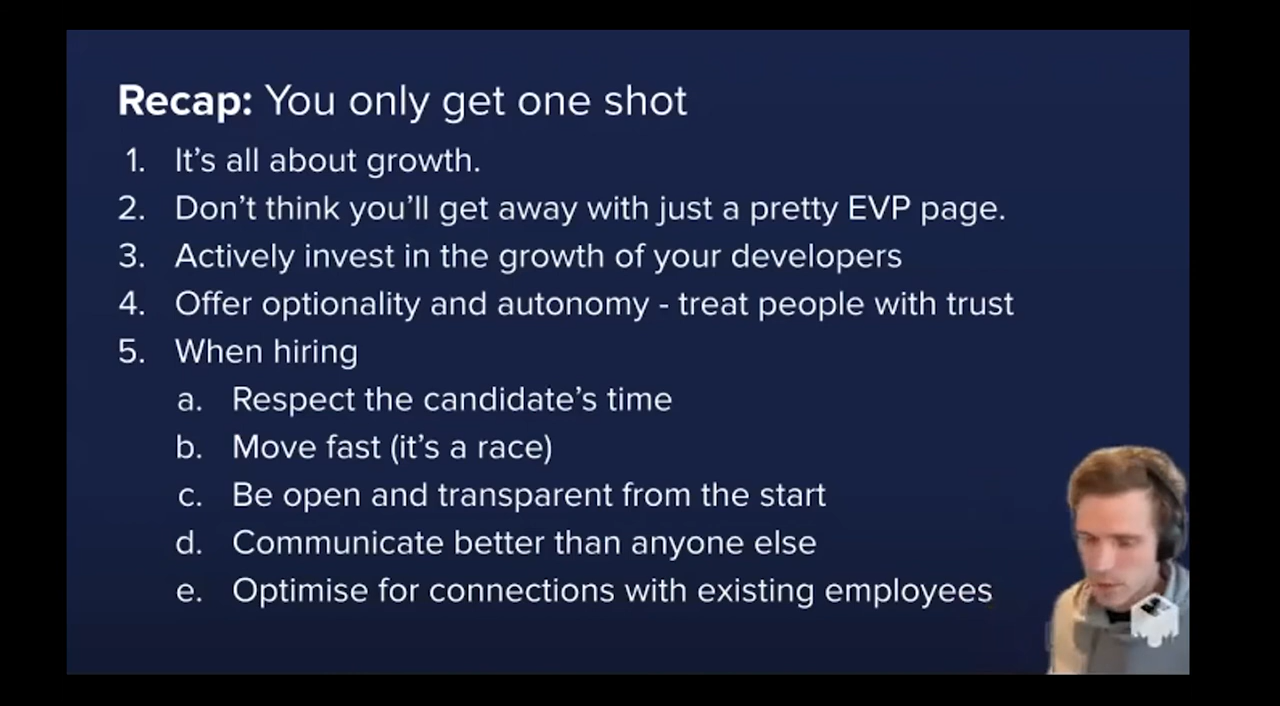 Recap: You only get one shot
1. It's all about growth.
2. Don't think you'll get away with just a pretty EVP page.
3. Actively invest in the growth of your developers
4. Offer optionality and autonomy - treat people with trust
5. When hiring
a. Respect the candidate's time
b. Move fast (it's a race)
c. Be open and transparent from the start
d. Communicate better than anyone else
e. Optimise for connections with existing employees